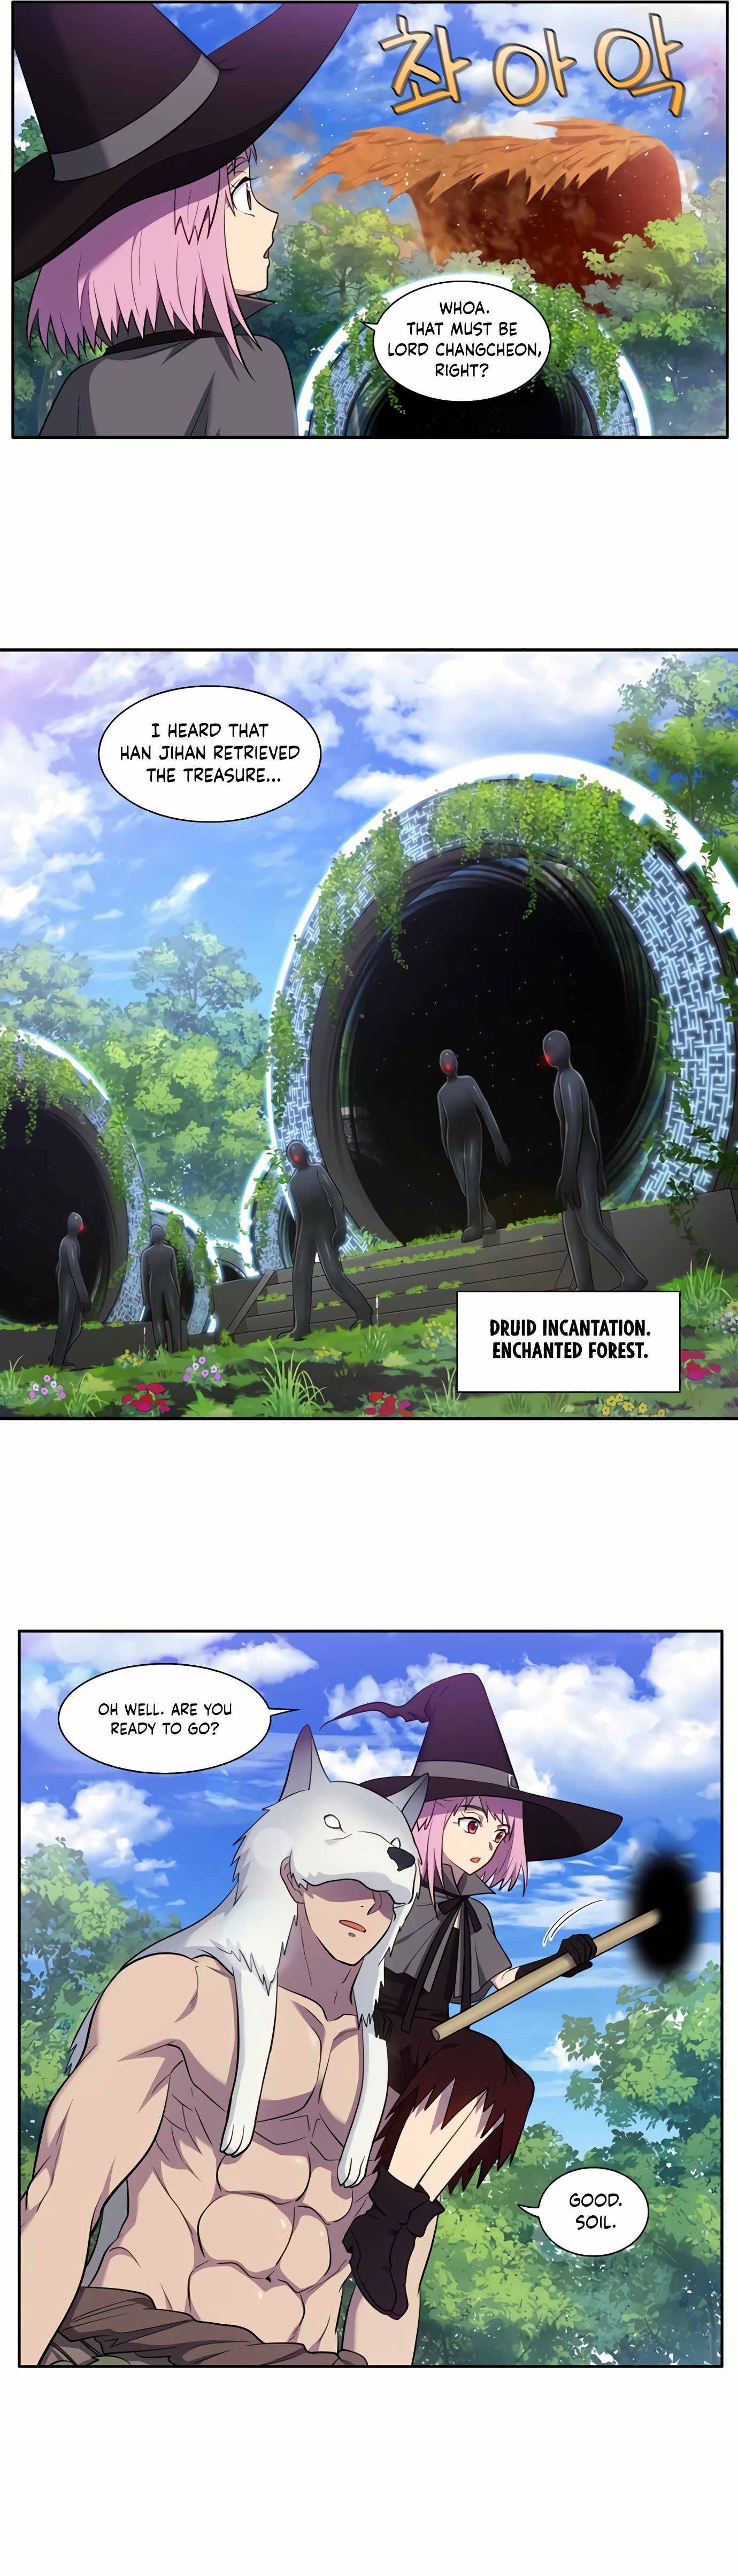 촤아악
WHOA.
THAT MUST BE
LORD CHANGCHEON,
RIGHT?
I HEARD THAT
HAN JIHAN RETRIEVED
THE TREASURE...
DRUID INCANTATION.
ENCHANTED FOREST.
OH WELL. ARE YOU
READY TO GO?
GOOD.
SOIL.